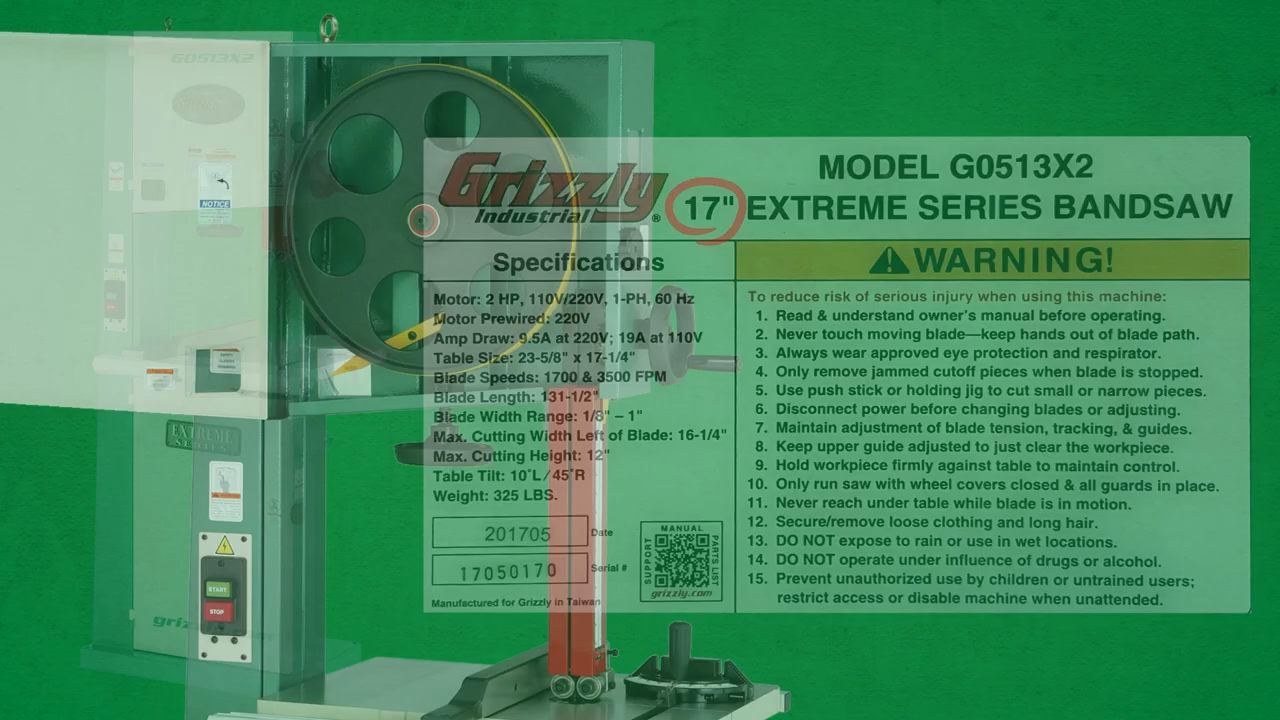 G0513X2
NOTICE
EXTREME
SERIES
START
STOP
griz
Grizzly
Industrial
®
MODEL G0513X2
17" EXTREME SERIES BANDSAW
Specifications
Motor: 2 HP, 110V/220V, 1-PH, 60 Hz
Motor Prewired: 220V
Amp Draw: 9.5A at 220V; 19A at 110V
Table Size: 23-5/8" x 17-1/4"
Blade Speeds: 1700 & 3500 FPM
Blade Length: 131-1/2"
Blade Width Range: 1/8" – 1"
Max. Cutting Width Left of Blade: 16-1/4"
Max. Cutting Height: 12"
Table Tilt: 10˚L/45˚R
Weight: 325 LBS.
201705 Date
17050170 Serial #
Manufactured for Grizzly in Taiwan
MANUAL
SUPPORT
PARTS LIST
grizzly.com
WARNING!
To reduce risk of serious injury when using this machine:
1. Read & understand owner's manual before operating.
2. Never touch moving blade—keep hands out of blade path.
3. Always wear approved eye protection and respirator.
4. Only remove jammed cutoff pieces when blade is stopped.
5. Use push stick or holding jig to cut small or narrow pieces.
6. Disconnect power before changing blades or adjusting.
7. Maintain adjustment of blade tension, tracking, & guides.
8. Keep upper guide adjusted to just clear the workpiece.
9. Hold workpiece firmly against table to maintain control.
10. Only run saw with wheel covers closed & all guards in place.
11. Never reach under table while blade is in motion.
12. Secure/remove loose clothing and long hair.
13. DO NOT expose to rain or use in wet locations.
14. DO NOT operate under influence of drugs or alcohol.
15. Prevent unauthorized use by children or untrained users;
restrict access or disable machine when unattended.